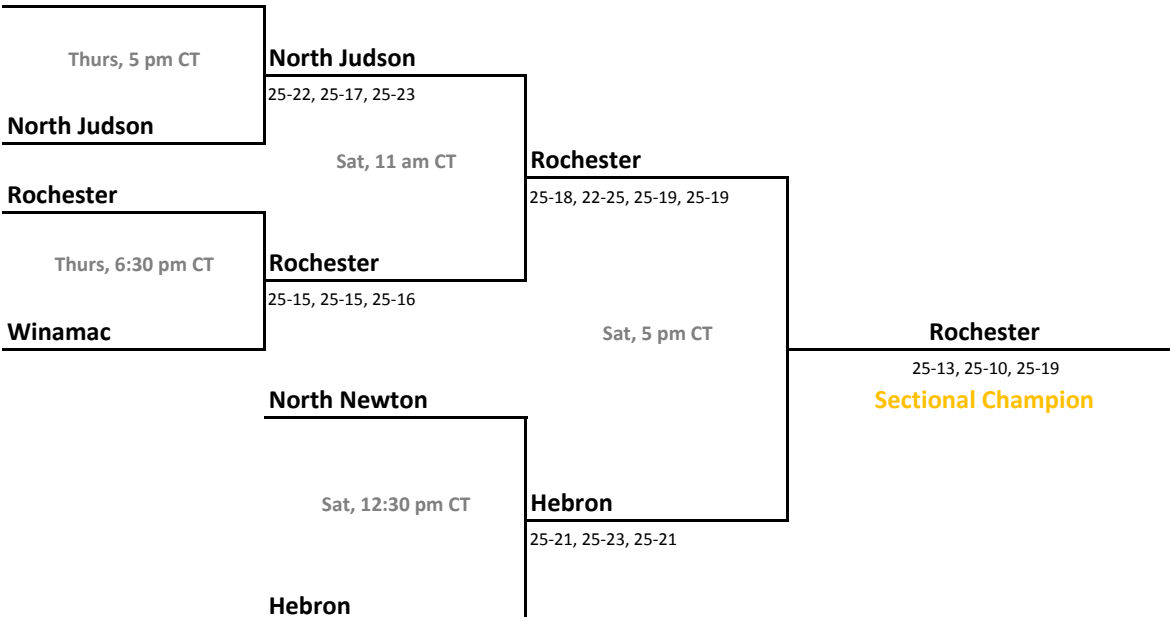 Thurs, 5 pm CT
North Judson
25-22, 25-17, 25-23
North Judson
Sat, 11 am CT
Rochester
Rochester
25-18, 22-25, 25-19, 25-19
Thurs, 6:30 pm CT
Rochester
25-15, 25-15, 25-16
Winamac
Sat, 5 pm CT
Rochester
25-13, 25-10, 25-19
North Newton
Sectional Champion
Sat, 12:30 pm CT
Hebron
25-21, 25-23, 25-21
Hebron